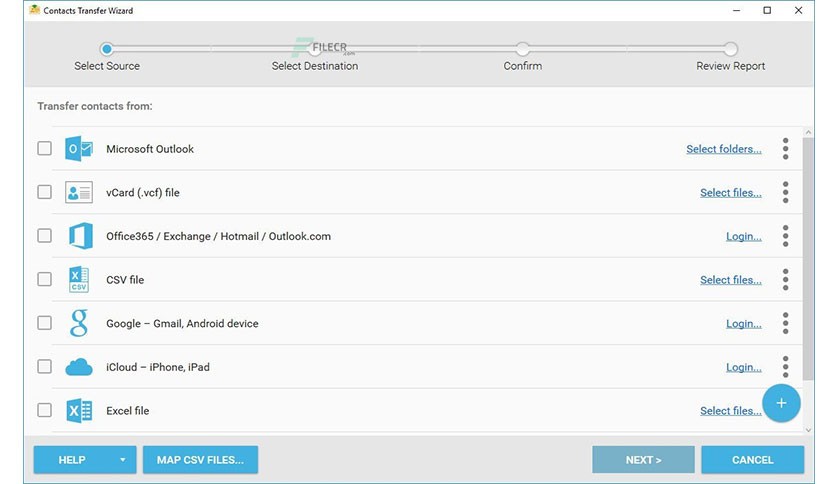 Contacts Transfer Wizard
FILECR
.com
Select Source
Select Destination
Confirm
Review Report
Transfer contacts from:
Microsoft Outlook
Select folders...
vCard (.vcf) file
Select files...
Office365 / Exchange / Hotmail / Outlook.com
Login...
CSV file
Select files...
Google – Gmail, Android device
Login...
iCloud – iPhone, iPad
Login...
Excel file
Select files...
HELP
MAP CSV FILES...
NEXT >
CANCEL